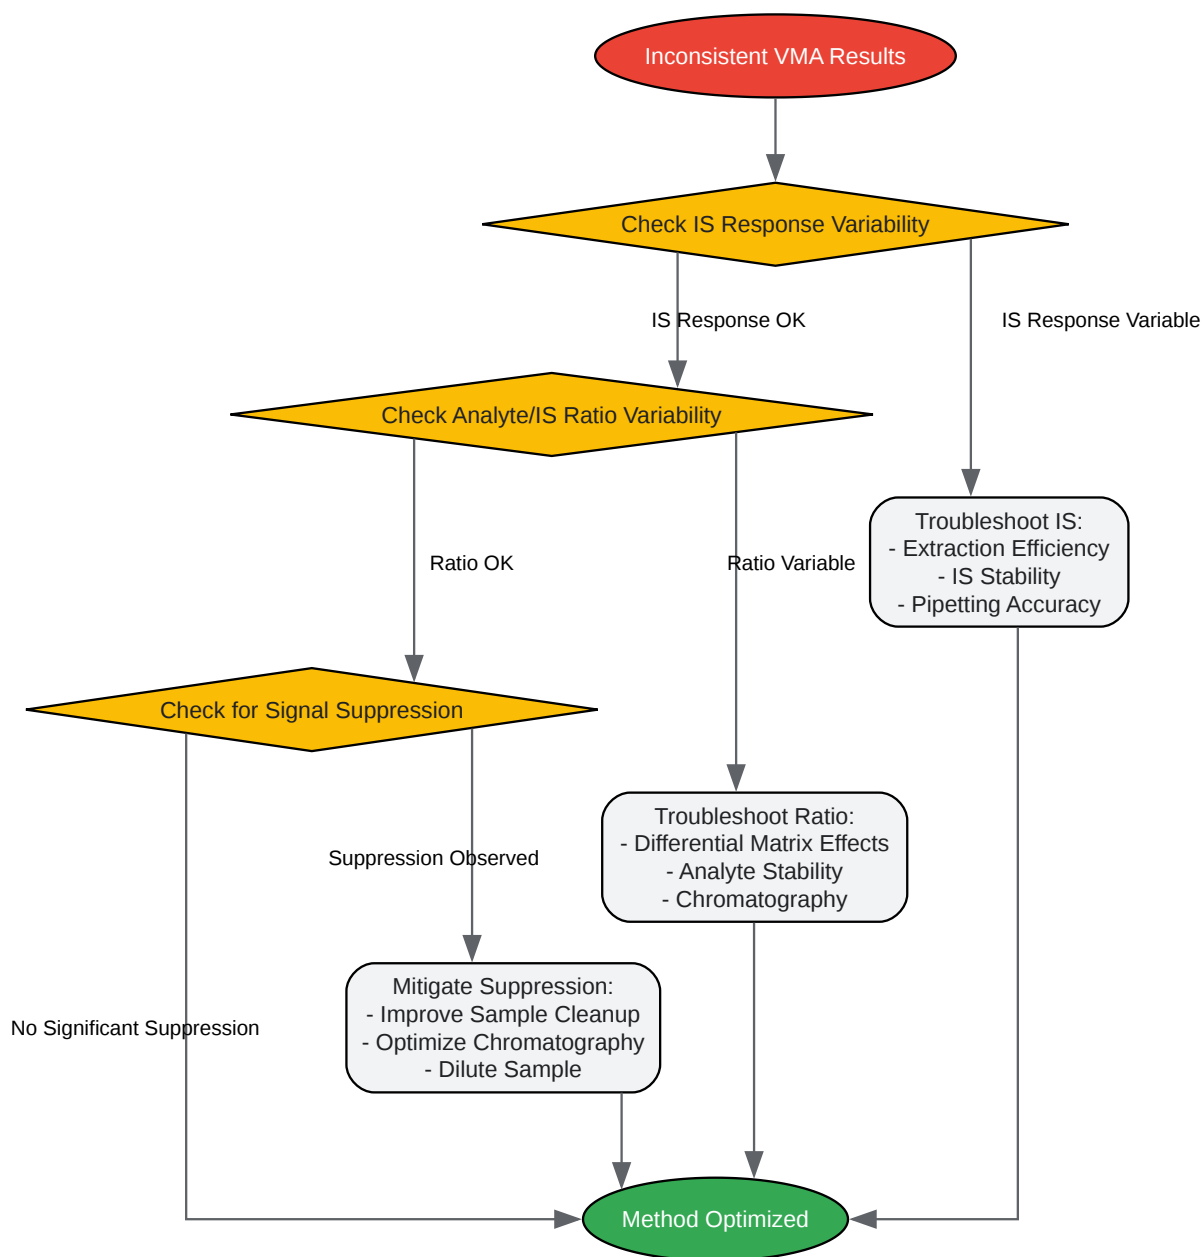 Inconsistent VMA Results
Check IS Response Variability
IS Response OK
IS Response Variable
Check Analyte/IS Ratio Variability
Troubleshoot IS:
- Extraction Efficiency
- IS Stability
- Pipetting Accuracy
Ratio OK
Ratio Variable
Check for Signal Suppression
Troubleshoot Ratio:
- Differential Matrix Effects
- Analyte Stability
- Chromatography
Suppression Observed
Mitigate Suppression:
- Improve Sample Cleanup
- Optimize Chromatography
- Dilute Sample
No Significant Suppression
Method Optimized